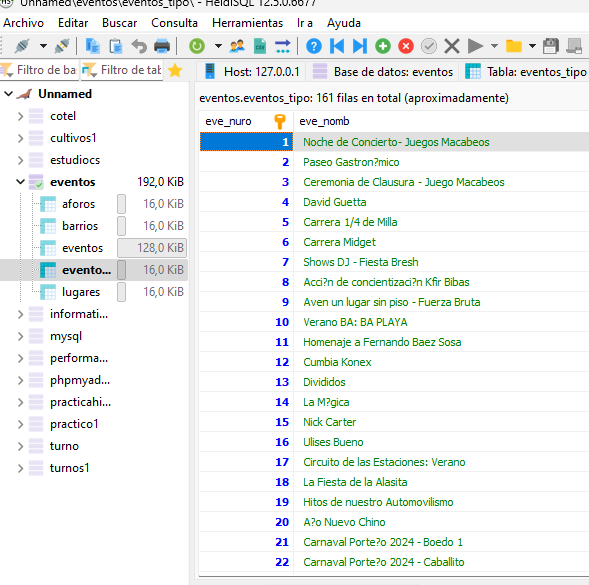 Unnamed\eventos\eventos_tipo\ - HeidiSQL 12.5.0.6677
Archivo Editar Buscar Consulta Herramientas Ir a Ayuda
Filtro de ba Filtro de tab Host: 127.0.0.1 Base de datos: eventos Tabla: eventos_tipo
Unnamed
cotel
cultivos1
estudiocs
eventos 192,0 KiB
aforos 16,0 KiB
barrios 16,0 KiB
eventos 128,0 KiB
evento... 16,0 KiB
lugares 16,0 KiB
informati...
mysql
performa...
phpmyad...
practicahi...
practico1
turno
turnos1
eventos.eventos_tipo: 161 filas en total (aproximadamente)
eve_nuro eve_nomb
1 Noche de Concierto- Juegos Macabeos
2 Paseo Gastron?mico
3 Ceremonia de Clausura - Juego Macabeos
4 David Guetta
5 Carrera 1/4 de Milla
6 Carrera Midget
7 Shows DJ - Fiesta Bresh
8 Acci?n de concientizaci?n Kfir Bibas
9 Aven un lugar sin piso - Fuerza Bruta
10 Verano BA: BA PLAYA
11 Homenaje a Fernando Baez Sosa
12 Cumbia Konex
13 Divididos
14 La M?gica
15 Nick Carter
16 Ulises Bueno
17 Circuito de las Estaciones: Verano
18 La Fiesta de la Alasita
19 Hitos de nuestro Automovilismo
20 A?o Nuevo Chino
21 Carnaval Porte?o 2024 - Boedo 1
22 Carnaval Porte?o 2024 - Caballito